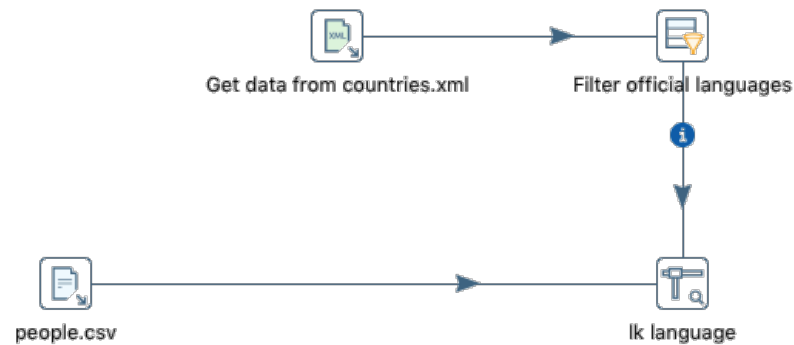 XML
Get data from countries.xml
Filter official languages
i
people.csv
lk language